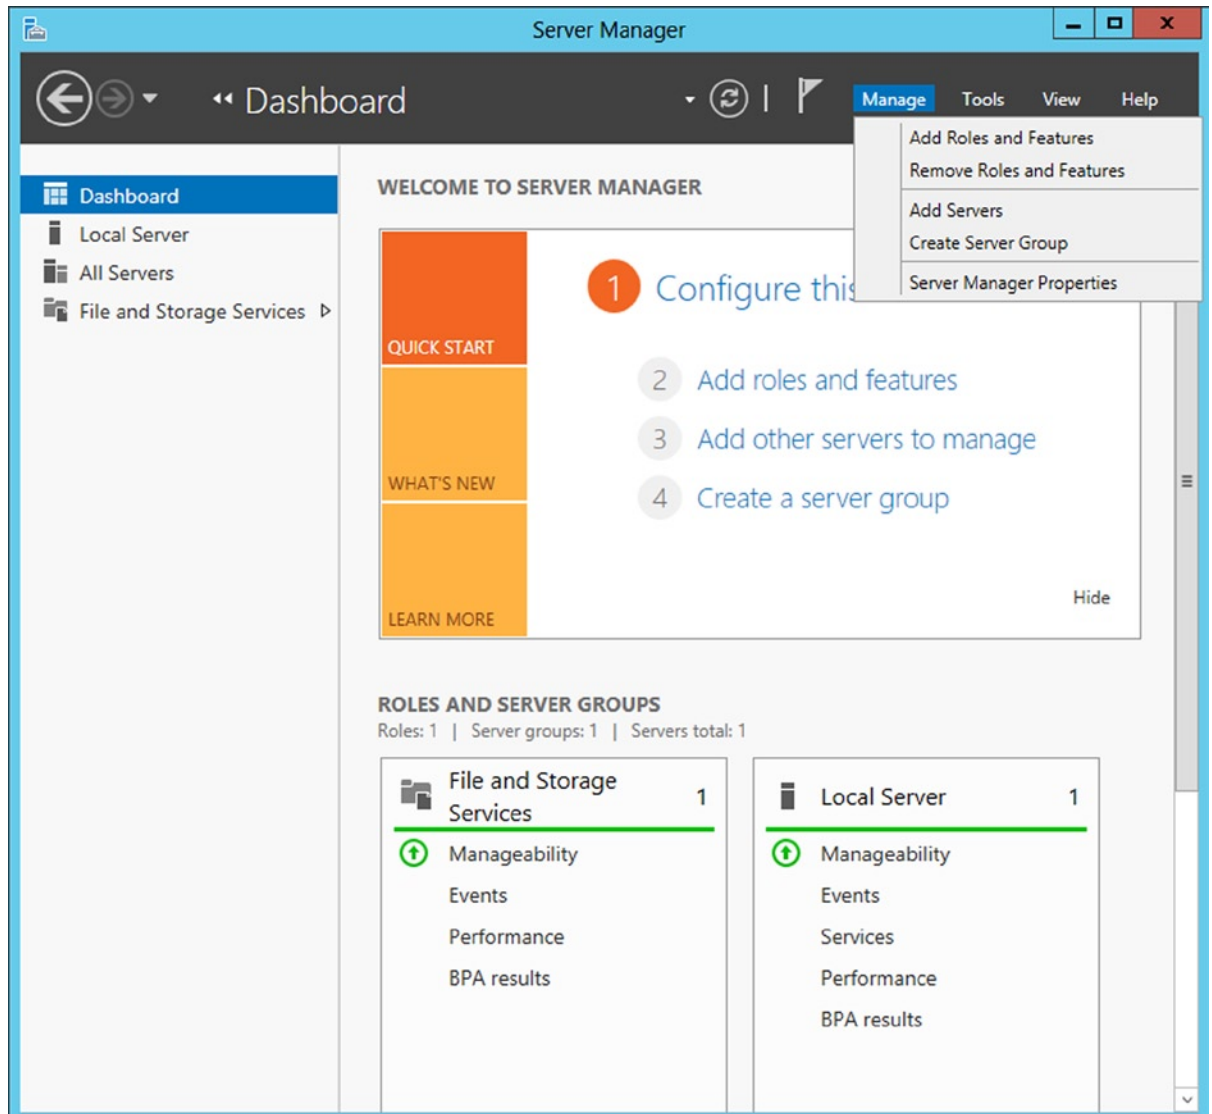 Server Manager
Dashboard
Manage Tools View Help
Add Roles and Features
Remove Roles and Features
Add Servers
Create Server Group
Server Manager Properties
Dashboard
Local Server
All Servers
File and Storage Services
WELCOME TO SERVER MANAGER
QUICK START
WHAT'S NEW
LEARN MORE
1 Configure this
2 Add roles and features
3 Add other servers to manage
4 Create a server group
Hide
ROLES AND SERVER GROUPS
Roles: 1 | Server groups: 1 | Servers total: 1
File and Storage
Services
1
Manageability
Events
Performance
BPA results
Local Server 1
Manageability
Events
Services
Performance
BPA results